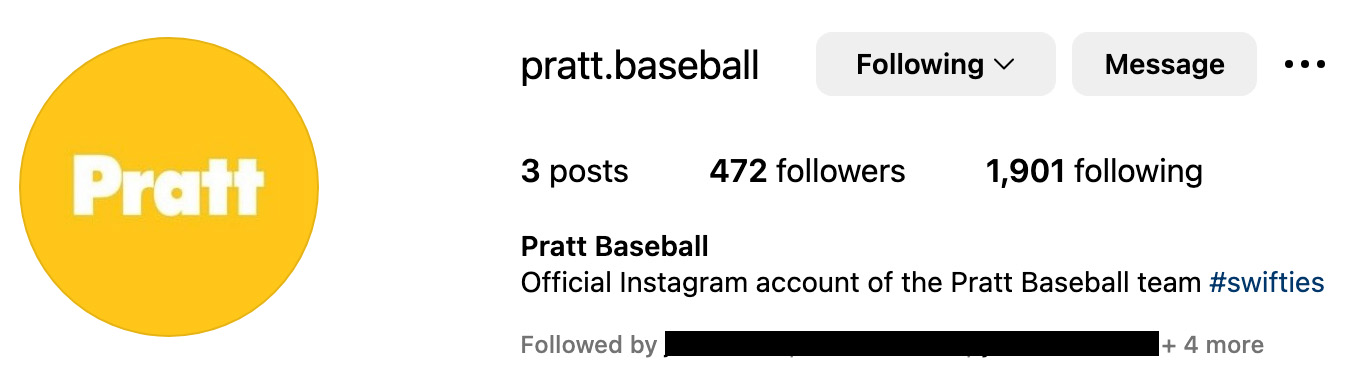 Pratt
pratt.baseball Following Message
3 posts 472 followers 1,901 following
Pratt Baseball
Official Instagram account of the Pratt Baseball team #swifties
Followed by + 4 more